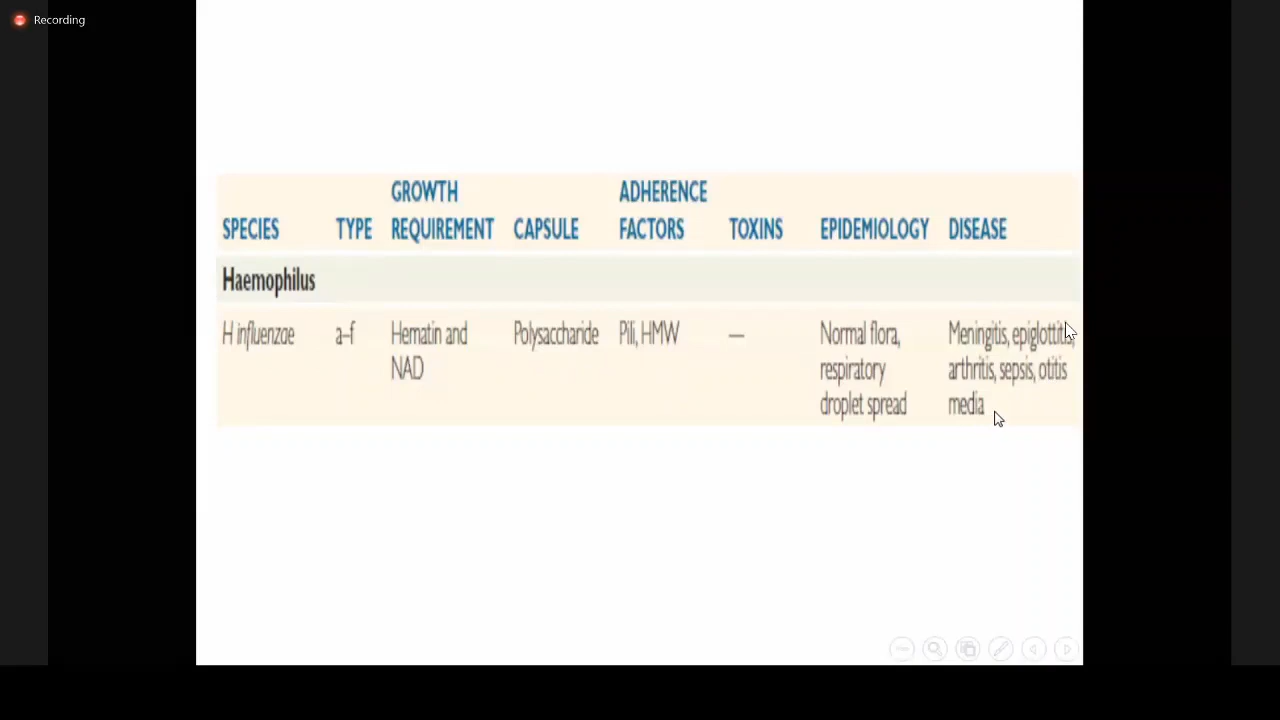 Recording
GROWTH ADHERENCE
SPECIES TYPE REQUIREMENT CAPSULE FACTORS TOXINS EPIDEMIOLOGY DISEASE
Haemophilus
H influenzae a–f Hematin and Polysaccharide Pili, HMW — Normal flora, Meningitis, epiglottitis,
NAD respiratory arthritis, sepsis, otitis
droplet spread media